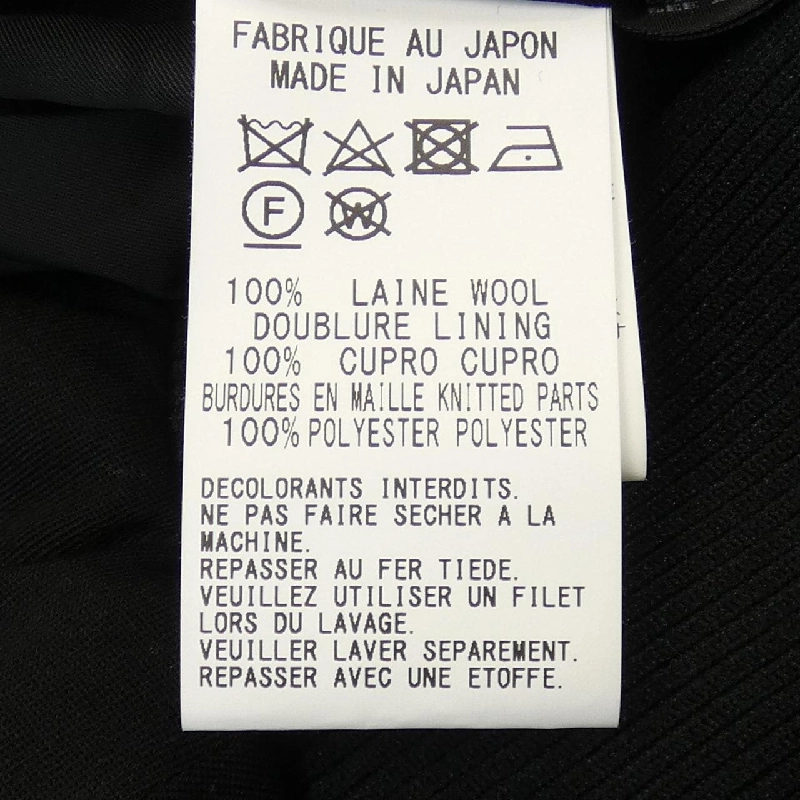 FABRIQUE AU JAPON
MADE IN JAPAN
F W
100% LAINE WOOL
DOUBLURE LINING
100% CUPRO CUPRO
BURDURES EN MAILLE KNITTED PARTS
100% POLYESTER POLYESTER
DECOLORANTS INTERDITS.
NE PAS FAIRE SECHER A LA
MACHINE.
REPASSER AU FER TIEDE.
VEUILLEZ UTILISER UN FILET
LORS DU LAVAGE.
VEUILLER LAVER SEPAREMENT.
REPASSER AVEC UNE ETOFFE.